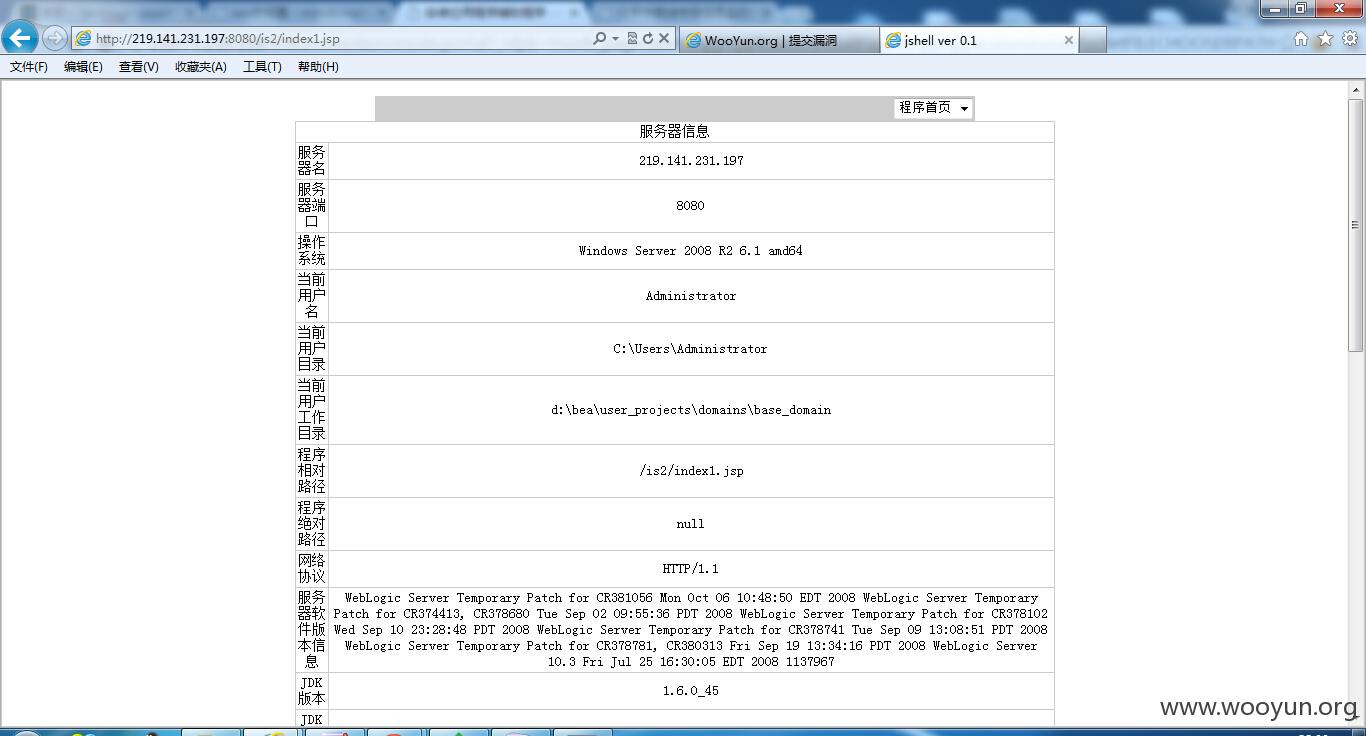 http://219.141.231.197:8080/is2/index1.jsp
WooYun.org | 提交漏洞
jshell ver 0.1
文件(F) 编辑(E) 查看(V) 收藏夹(A) 工具(T) 帮助(H)
程序首页
服务器信息
服务
器名
219.141.231.197
服务
器端
口
8080
操作
系统
Windows Server 2008 R2 6.1 amd64
当前
用户
名
Administrator
当前
用户
目录
C:\Users\Administrator
当前
用户
工作
目录
d:\bea\user_projects\domains\base_domain
程序
相对
路径
/is2/index1.jsp
程序
绝对
路径
null
网络
协议
HTTP/1.1
服务
器软
件版
本信
息
WebLogic Server Temporary Patch for CR381056 Mon Oct 06 10:48:50 EDT 2008 WebLogic Server Temporary
Patch for CR374413, CR378680 Tue Sep 02 09:55:36 PDT 2008 WebLogic Server Temporary Patch for CR378102
Wed Sep 10 23:28:48 PDT 2008 WebLogic Server Temporary Patch for CR378741 Tue Sep 09 13:08:51 PDT 2008
WebLogic Server Temporary Patch for CR378781, CR380313 Fri Sep 19 13:34:16 PDT 2008 WebLogic Server
10.3 Fri Jul 25 16:30:05 EDT 2008 1137967
JDK
版本
1.6.0_45
JDK
www.wooyun.org